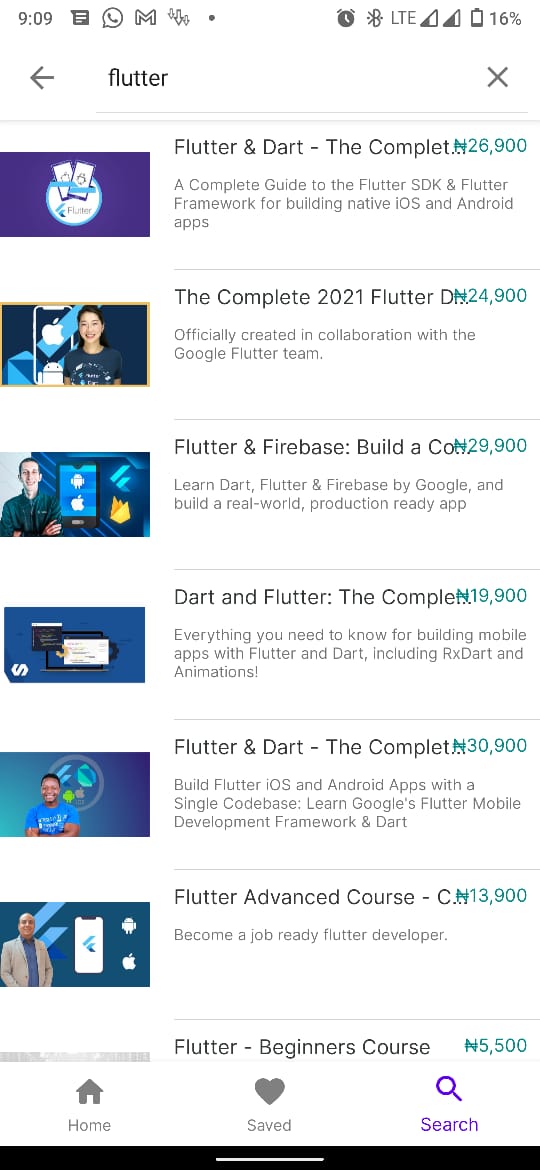 9:09 LTE 16%
flutter
Flutter & Dart - The Complet... ₦26,900
A Complete Guide to the Flutter SDK & Flutter
Framework for building native iOS and Android
apps
Flutter
The Complete 2021 Flutter D... ₦24,900
Officially created in collaboration with the
Google Flutter team.
Flutter & Firebase: Build a Co... ₦29,900
Learn Dart, Flutter & Firebase by Google, and
build a real-world, production ready app
Dart and Flutter: The Comple... ₦19,900
Everything you need to know for building mobile
apps with Flutter and Dart, including RxDart and
Animations!
Flutter & Dart - The Complet... ₦30,900
Build Flutter iOS and Android Apps with a
Single Codebase: Learn Google's Flutter Mobile
Development Framework & Dart
Flutter Advanced Course - C... ₦13,900
Become a job ready flutter developer.
Flutter - Beginners Course ₦5,500
Home Saved Search